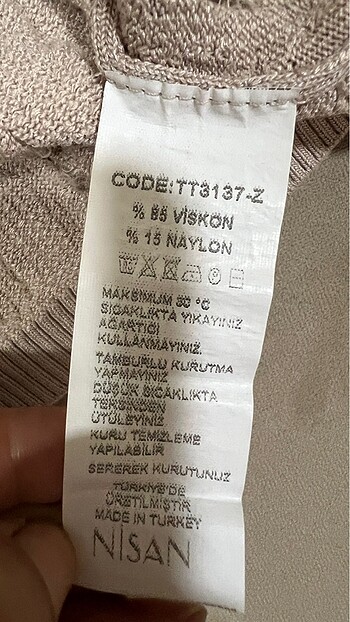 CODE:TT3137-Z
% 85 VİSKON
% 15 NAYLON
MAKSIMUM 30 °C
SICAKLIKTA YIKAYINIZ
AĞARTICI
KULLANMAYINIZ.
TAMBURLU KURUTMA
YAPMAYINIZ
DÜŞÜK SICAKLIKTA
TERSİNDEN
ÜTÜLEYİNİZ
KURU TEMİZLEME
YAPILABİLİR
SEREREK KURUTUNUZ
TÜRKİYE'DE
ÜRETİLMİŞTİR
MADE IN TURKEY
NİSAN